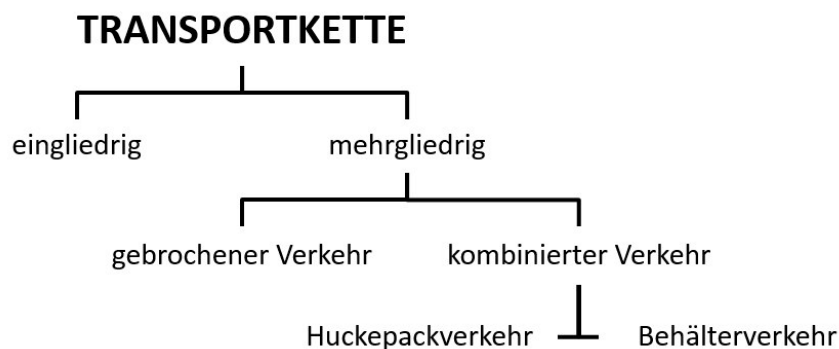 TRANSPORTKETTE
eingliedrig mehrgliedrig
gebrochener Verkehr kombinierter Verkehr
Huckepackverkehr Behälterverkehr